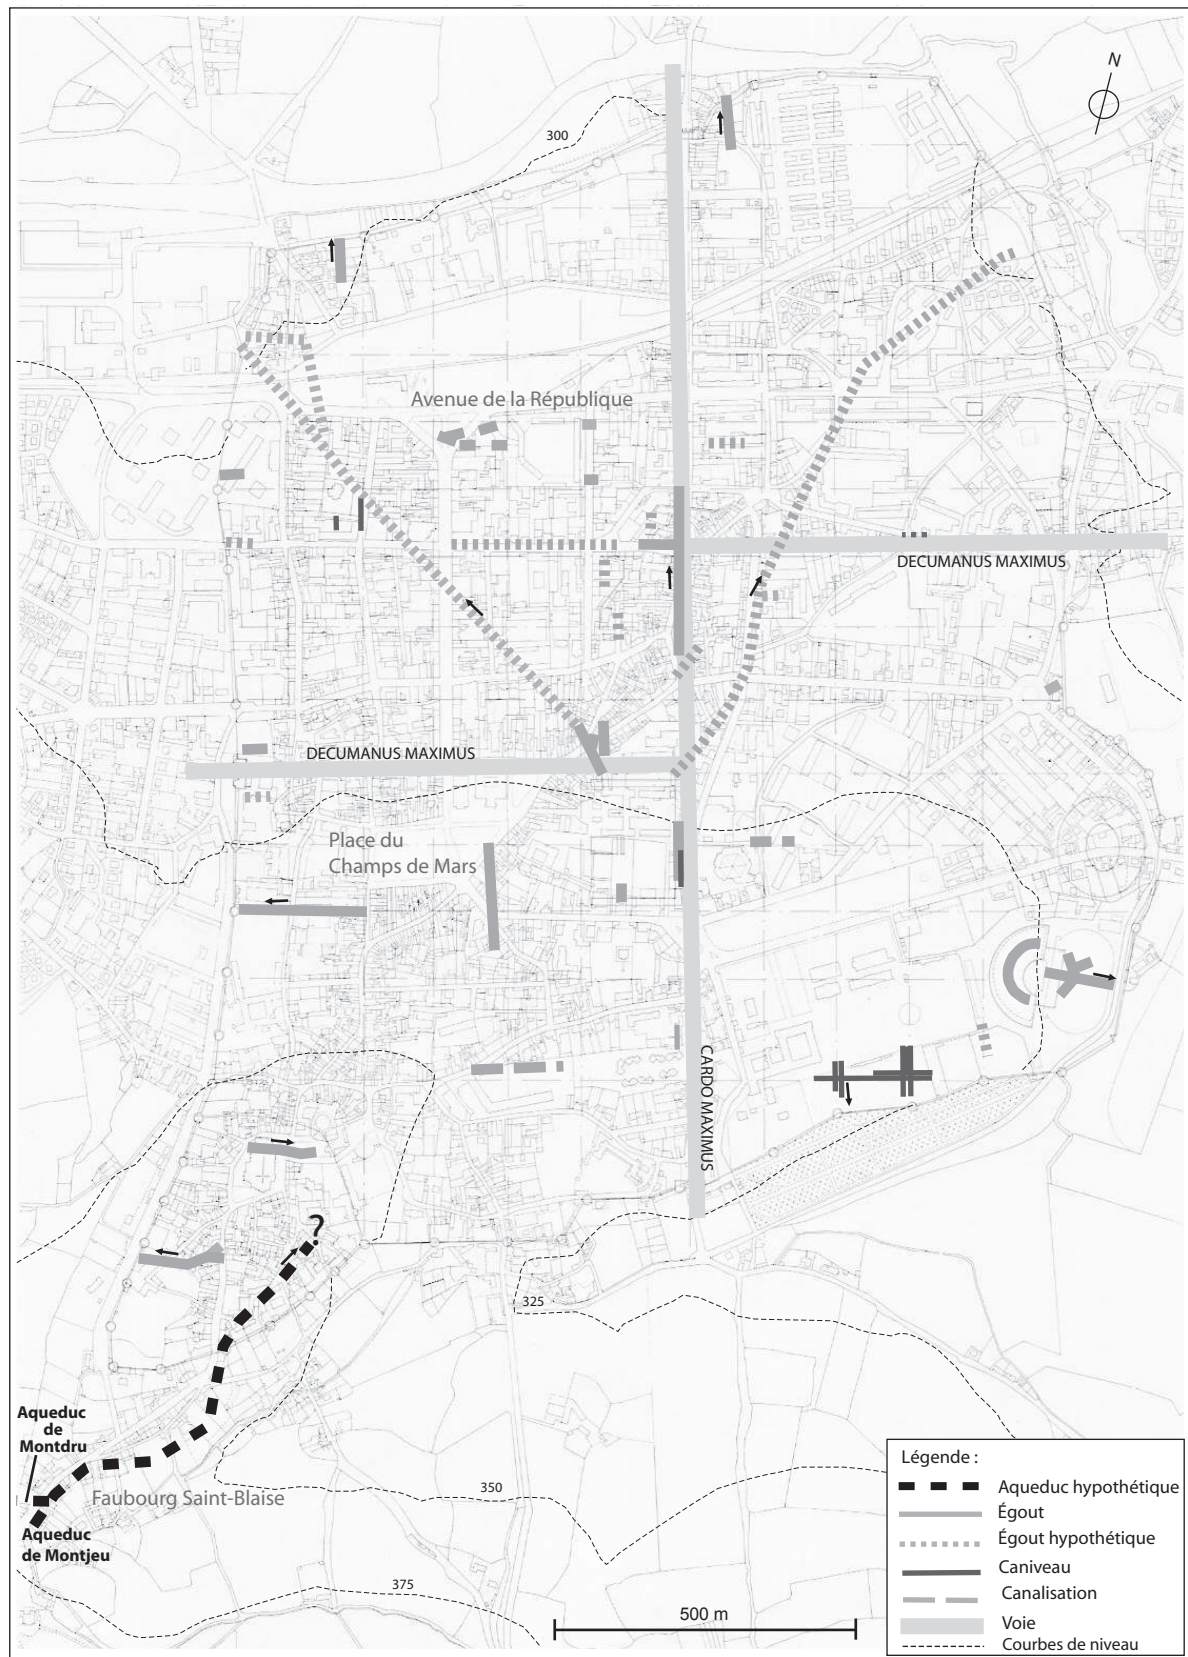 N
300
Avenue de la République
DECUMANUS MAXIMUS
DECUMANUS MAXIMUS
Place du
Champs de Mars
CARDO MAXIMUS
?
325
Aqueduc
de
Montdru
Faubourg Saint-Blaise
350
Aqueduc
de Montjeu
375
500 m
Légende :
Aqueduc hypothétique
Égout
Égout hypothétique
Caniveau
Canalisation
Voie
Courbes de niveau